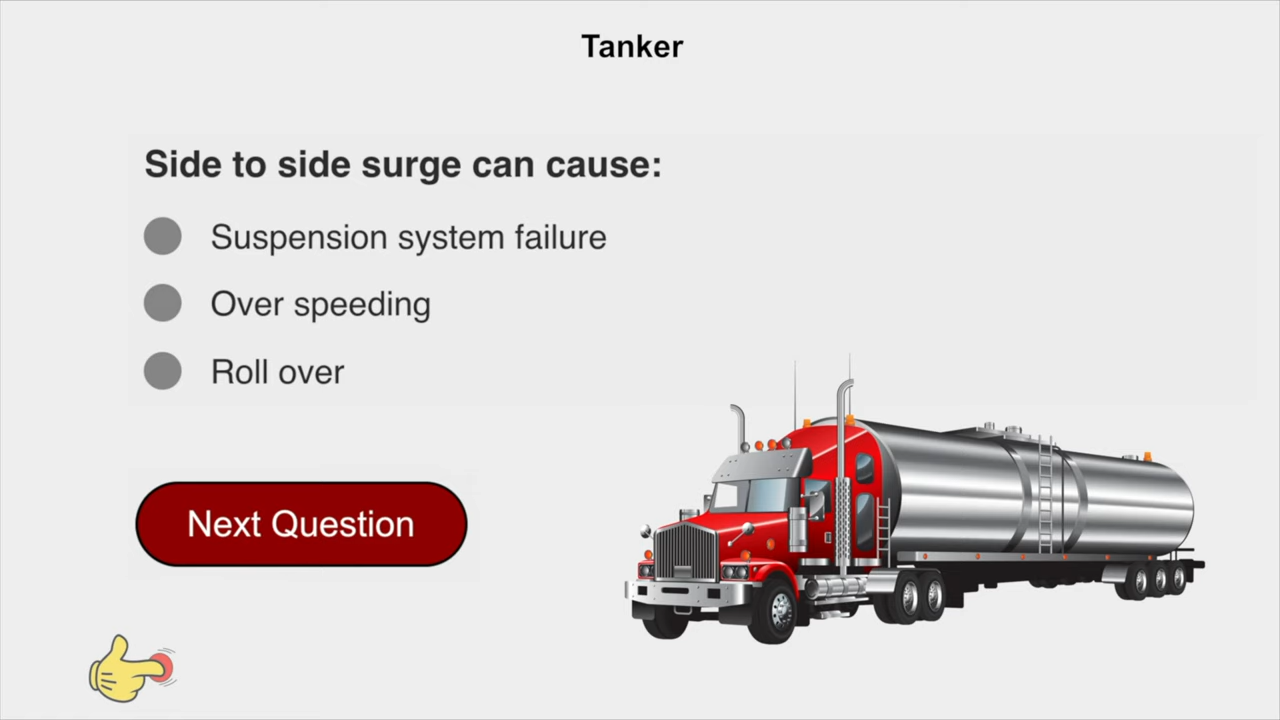 Tanker
Side to side surge can cause:
Suspension system failure
Over speeding
Roll over
Next Question